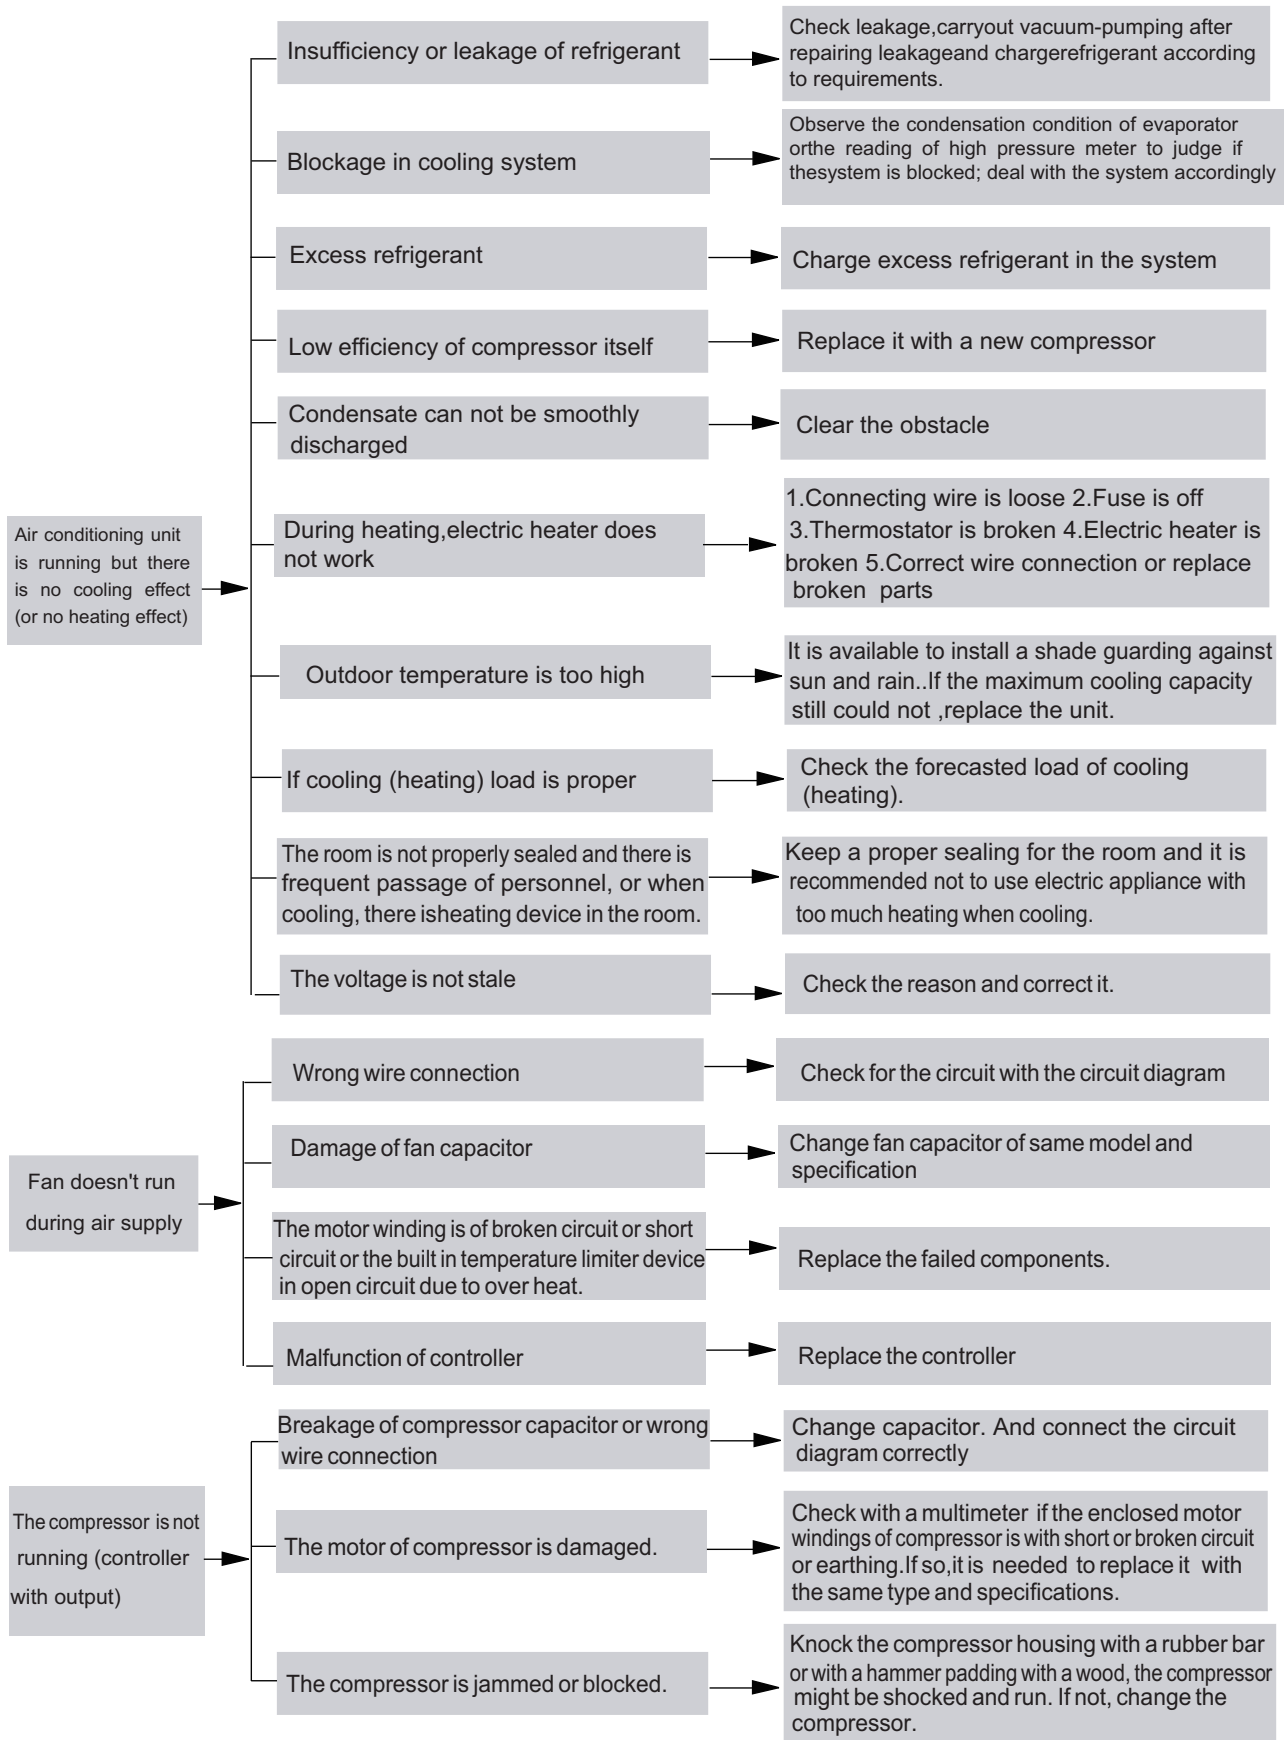 Air conditioning unit
is running but there
is no cooling effect
(or no heating effect)
Insufficiency or leakage of refrigerant
Check leakage,carryout vacuum-pumping after
repairing leakageand chargerefrigerant according
to requirements.
Blockage in cooling system
Observe the condensation condition of evaporator
orthe reading of high pressure meter to judge if
thesystem is blocked; deal with the system accordingly
Excess refrigerant
Charge excess refrigerant in the system
Low efficiency of compressor itself
Replace it with a new compressor
Condensate can not be smoothly
discharged
Clear the obstacle
During heating,electric heater does
not work
1.Connecting wire is loose 2.Fuse is off
3.Thermostator is broken 4.Electric heater is
broken 5.Correct wire connection or replace
broken parts
Outdoor temperature is too high
It is available to install a shade guarding against
sun and rain..If the maximum cooling capacity
still could not ,replace the unit.
If cooling (heating) load is proper
Check the forecasted load of cooling
(heating).
The room is not properly sealed and there is
frequent passage of personnel, or when
cooling, there isheating device in the room.
Keep a proper sealing for the room and it is
recommended not to use electric appliance with
too much heating when cooling.
The voltage is not stale
Check the reason and correct it.
Fan doesn't run
during air supply
Wrong wire connection
Check for the circuit with the circuit diagram
Damage of fan capacitor
Change fan capacitor of same model and
specification
The motor winding is of broken circuit or short
circuit or the built in temperature limiter device
in open circuit due to over heat.
Replace the failed components.
Malfunction of controller
Replace the controller
The compressor is not
running (controller
with output)
Breakage of compressor capacitor or wrong
wire connection
Change capacitor. And connect the circuit
diagram correctly
The motor of compressor is damaged.
Check with a multimeter if the enclosed motor
windings of compressor is with short or broken circuit
or earthing.If so,it is needed to replace it with
the same type and specifications.
The compressor is jammed or blocked.
Knock the compressor housing with a rubber bar
or with a hammer padding with a wood, the compressor
might be shocked and run. If not, change the
compressor.